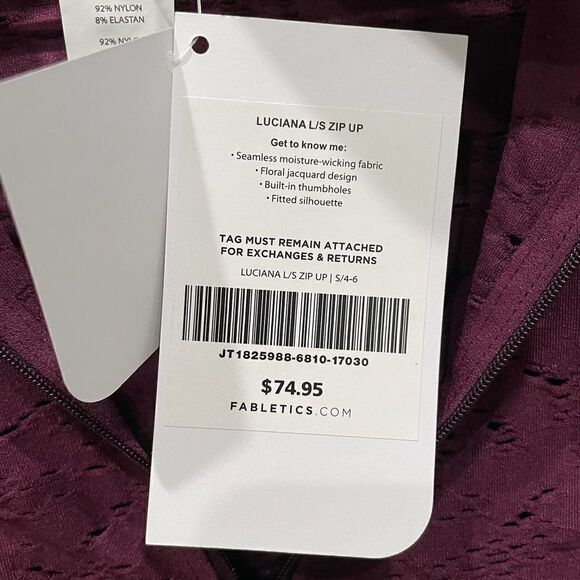 92% NYLON
8% ELASTAN
92% NYL
LUCIANA L/S ZIP UP
Get to know me:
• Seamless moisture-wicking fabric
• Floral jacquard design
• Built-in thumbholes
• Fitted silhouette
TAG MUST REMAIN ATTACHED
FOR EXCHANGES & RETURNS
LUCIANA L/S ZIP UP | S/4-6
JT1825988-6810-17030
$74.95
FABLETICS.COM